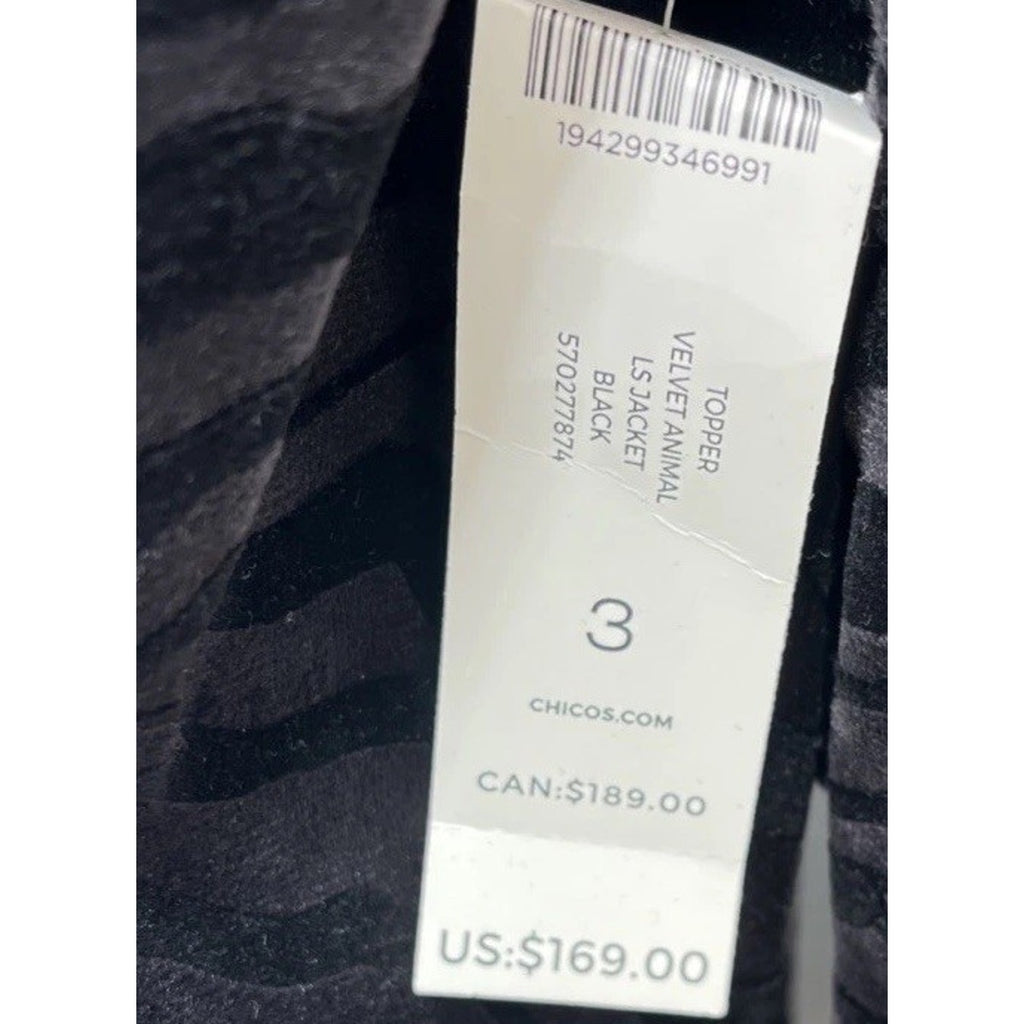 194299346991
TOPPER
VELVET ANIMAL
LS JACKET
BLACK
570277874
3
CHICOS.COM
CAN:$189.00
US:$169.00